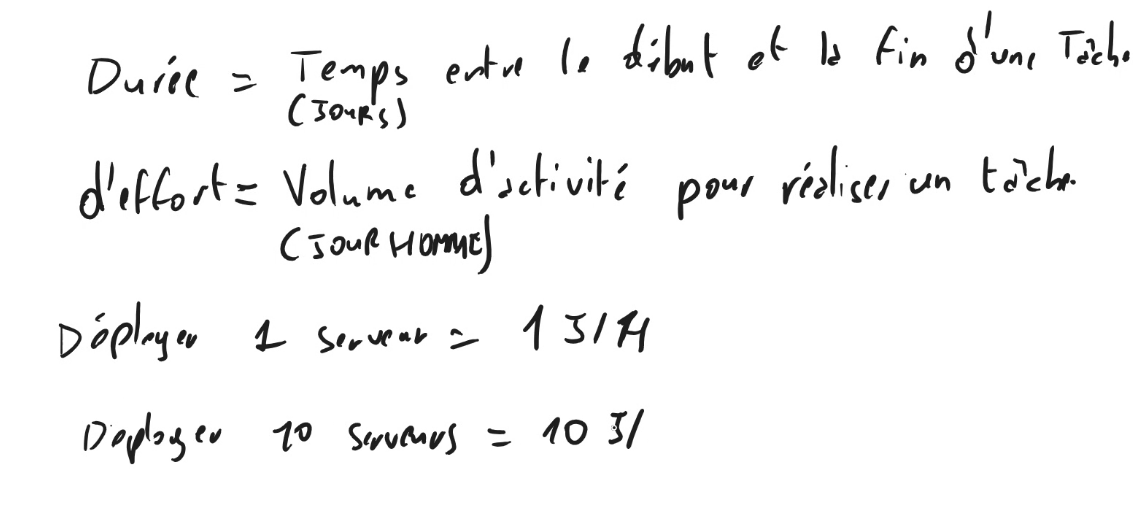 Durée = Temps entre le début et la fin d'une Tâche
(JOURS)
d'effort = Volume d'activité pour réaliser un tâche.
(JOUR HOMME)
Déployer 1 serveur = 1 J/H
Deployer 10 serveurs = 10 J/